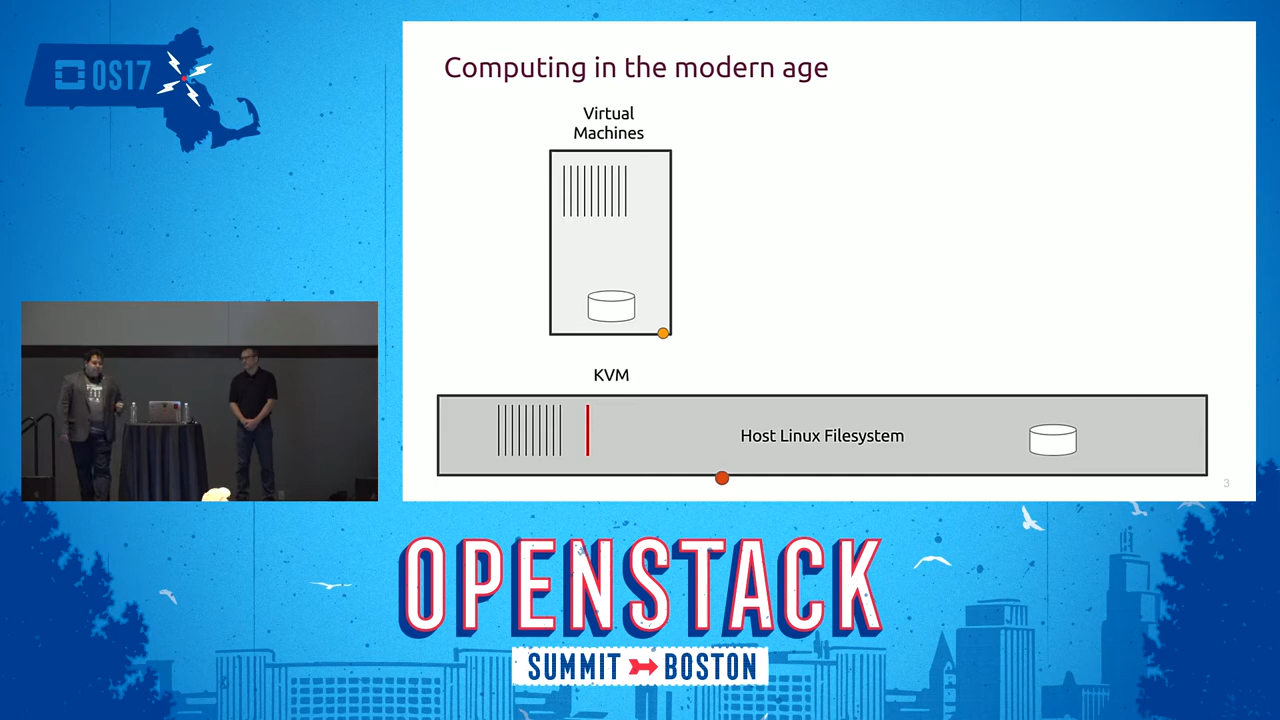 OS17
Computing in the modern age
Virtual
Machines
KVM
Host Linux Filesystem
3
OPENSTACK
SUMMIT BOSTON